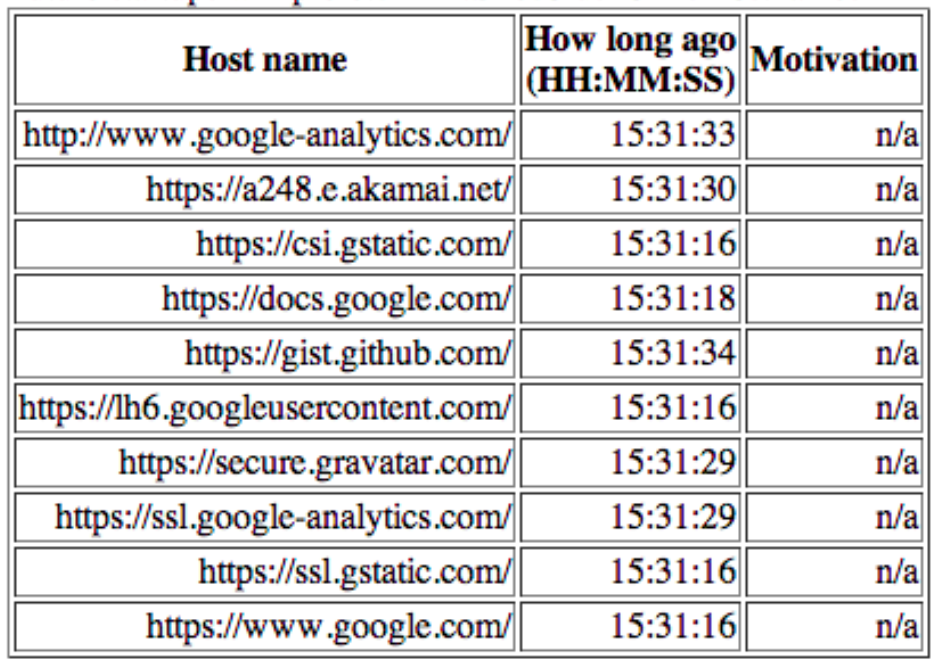 Host name How long ago (HH:MM:SS) Motivation
http://www.google-analytics.com/ 15:31:33 n/a
https://a248.e.akamai.net/ 15:31:30 n/a
https://csi.gstatic.com/ 15:31:16 n/a
https://docs.google.com/ 15:31:18 n/a
https://gist.github.com/ 15:31:34 n/a
https://lh6.googleusercontent.com/ 15:31:16 n/a
https://secure.gravatar.com/ 15:31:29 n/a
https://ssl.google-analytics.com/ 15:31:29 n/a
https://ssl.gstatic.com/ 15:31:16 n/a
https://www.google.com/ 15:31:16 n/a